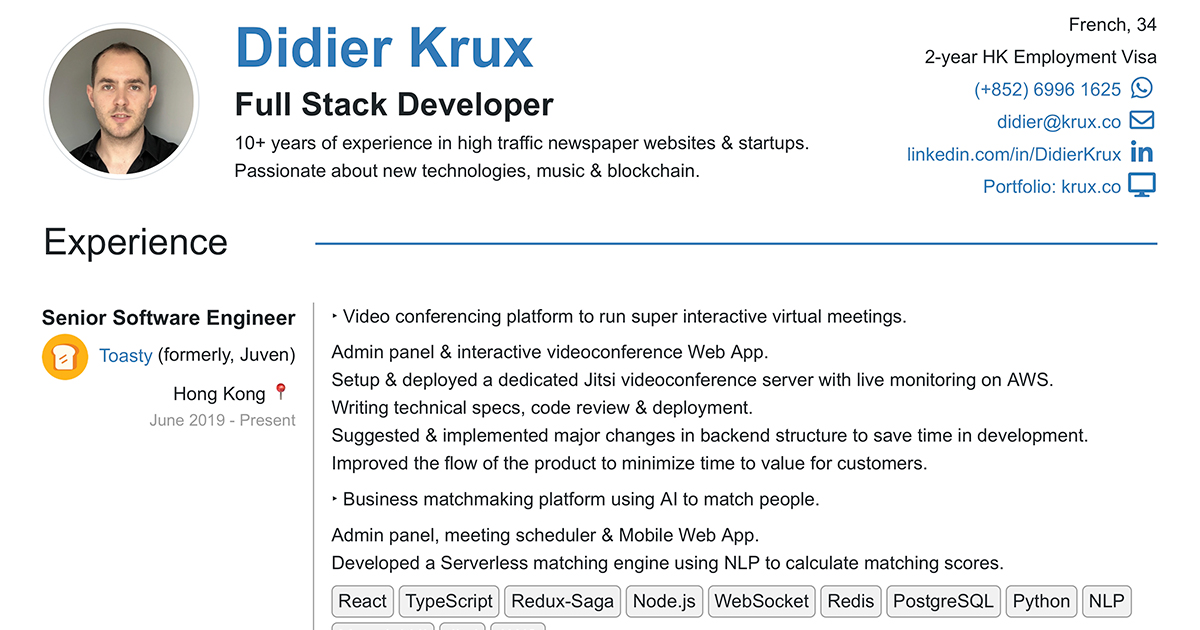 Didier Krux
Full Stack Developer
10+ years of experience in high traffic newspaper websites & startups.
Passionate about new technologies, music & blockchain.
French, 34
2-year HK Employment Visa
(+852) 6996 1625
didier@krux.co
linkedin.com/in/DidierKrux in
Portfolio: krux.co
Experience
Senior Software Engineer
Toasty (formerly, Juven)
Hong Kong
June 2019 - Present
‣ Video conferencing platform to run super interactive virtual meetings.
Admin panel & interactive videoconference Web App.
Setup & deployed a dedicated Jitsi videoconference server with live monitoring on AWS.
Writing technical specs, code review & deployment.
Suggested & implemented major changes in backend structure to save time in development.
Improved the flow of the product to minimize time to value for customers.
‣ Business matchmaking platform using AI to match people.
Admin panel, meeting scheduler & Mobile Web App.
Developed a Serverless matching engine using NLP to calculate matching scores.
React TypeScript Redux-Saga Node.js WebSocket Redis PostgreSQL Python NLP